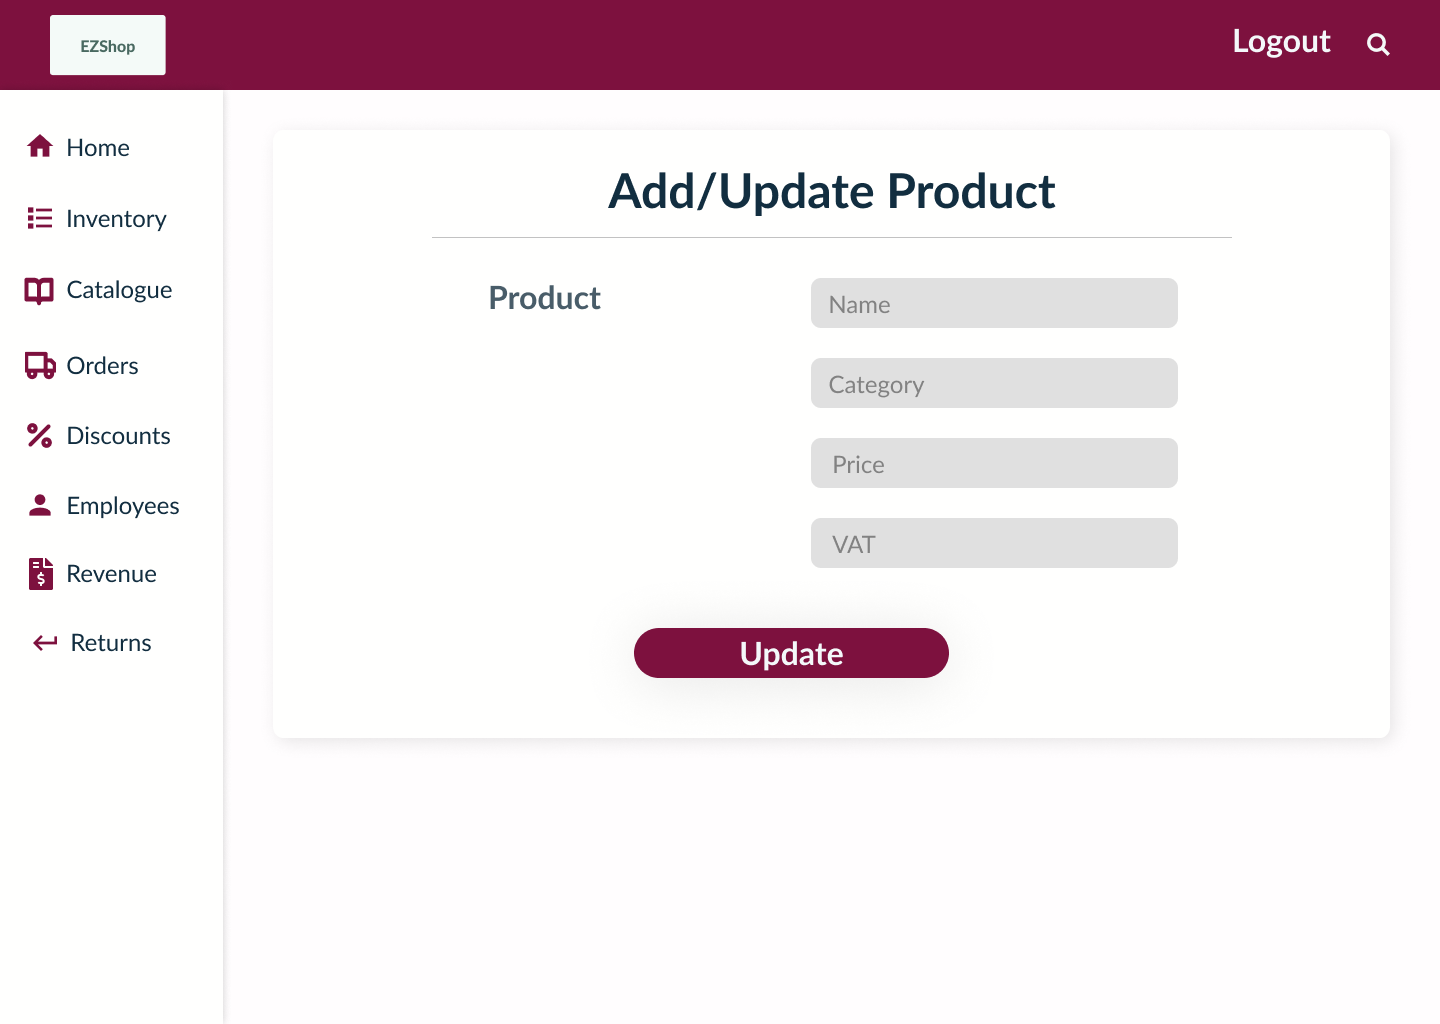 EZShop
Logout
Home
Inventory
Catalogue
Orders
Discounts
Employees
Revenue
Returns
Add/Update Product
Product
Name
Category
Price
VAT
Update